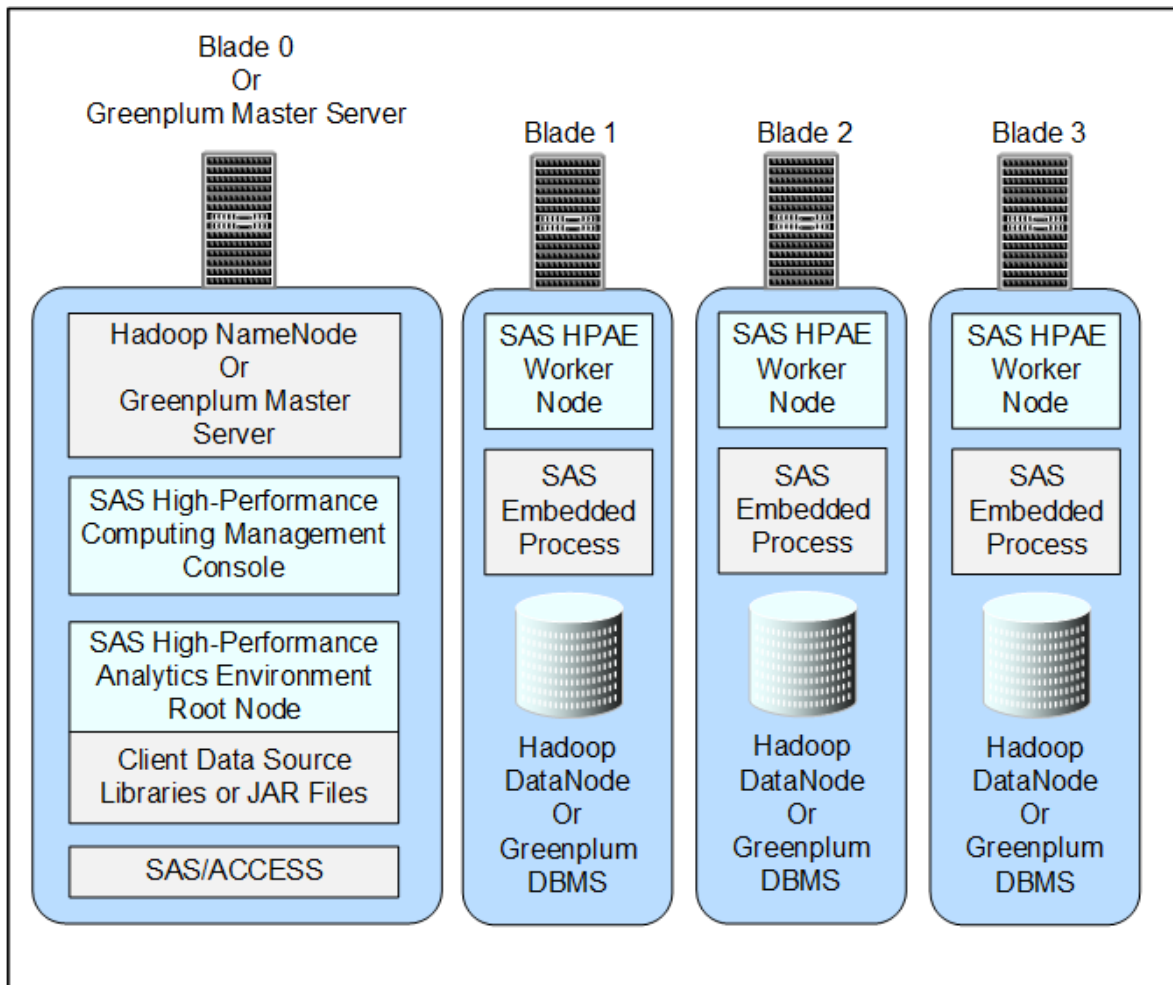 Blade 0
Or
Greenplum Master Server
Blade 1
Blade 2
Blade 3
Hadoop NameNode
Or
Greenplum Master
Server
SAS High-Performance
Computing Management
Console
SAS High-Performance
Analytics Environment
Root Node
Client Data Source
Libraries or JAR Files
SAS/ACCESS
SAS HPAE
Worker
Node
SAS
Embedded
Process
Hadoop
DataNode
Or
Greenplum
DBMS
SAS HPAE
Worker
Node
SAS
Embedded
Process
Hadoop
DataNode
Or
Greenplum
DBMS
SAS HPAE
Worker
Node
SAS
Embedded
Process
Hadoop
DataNode
Or
Greenplum
DBMS